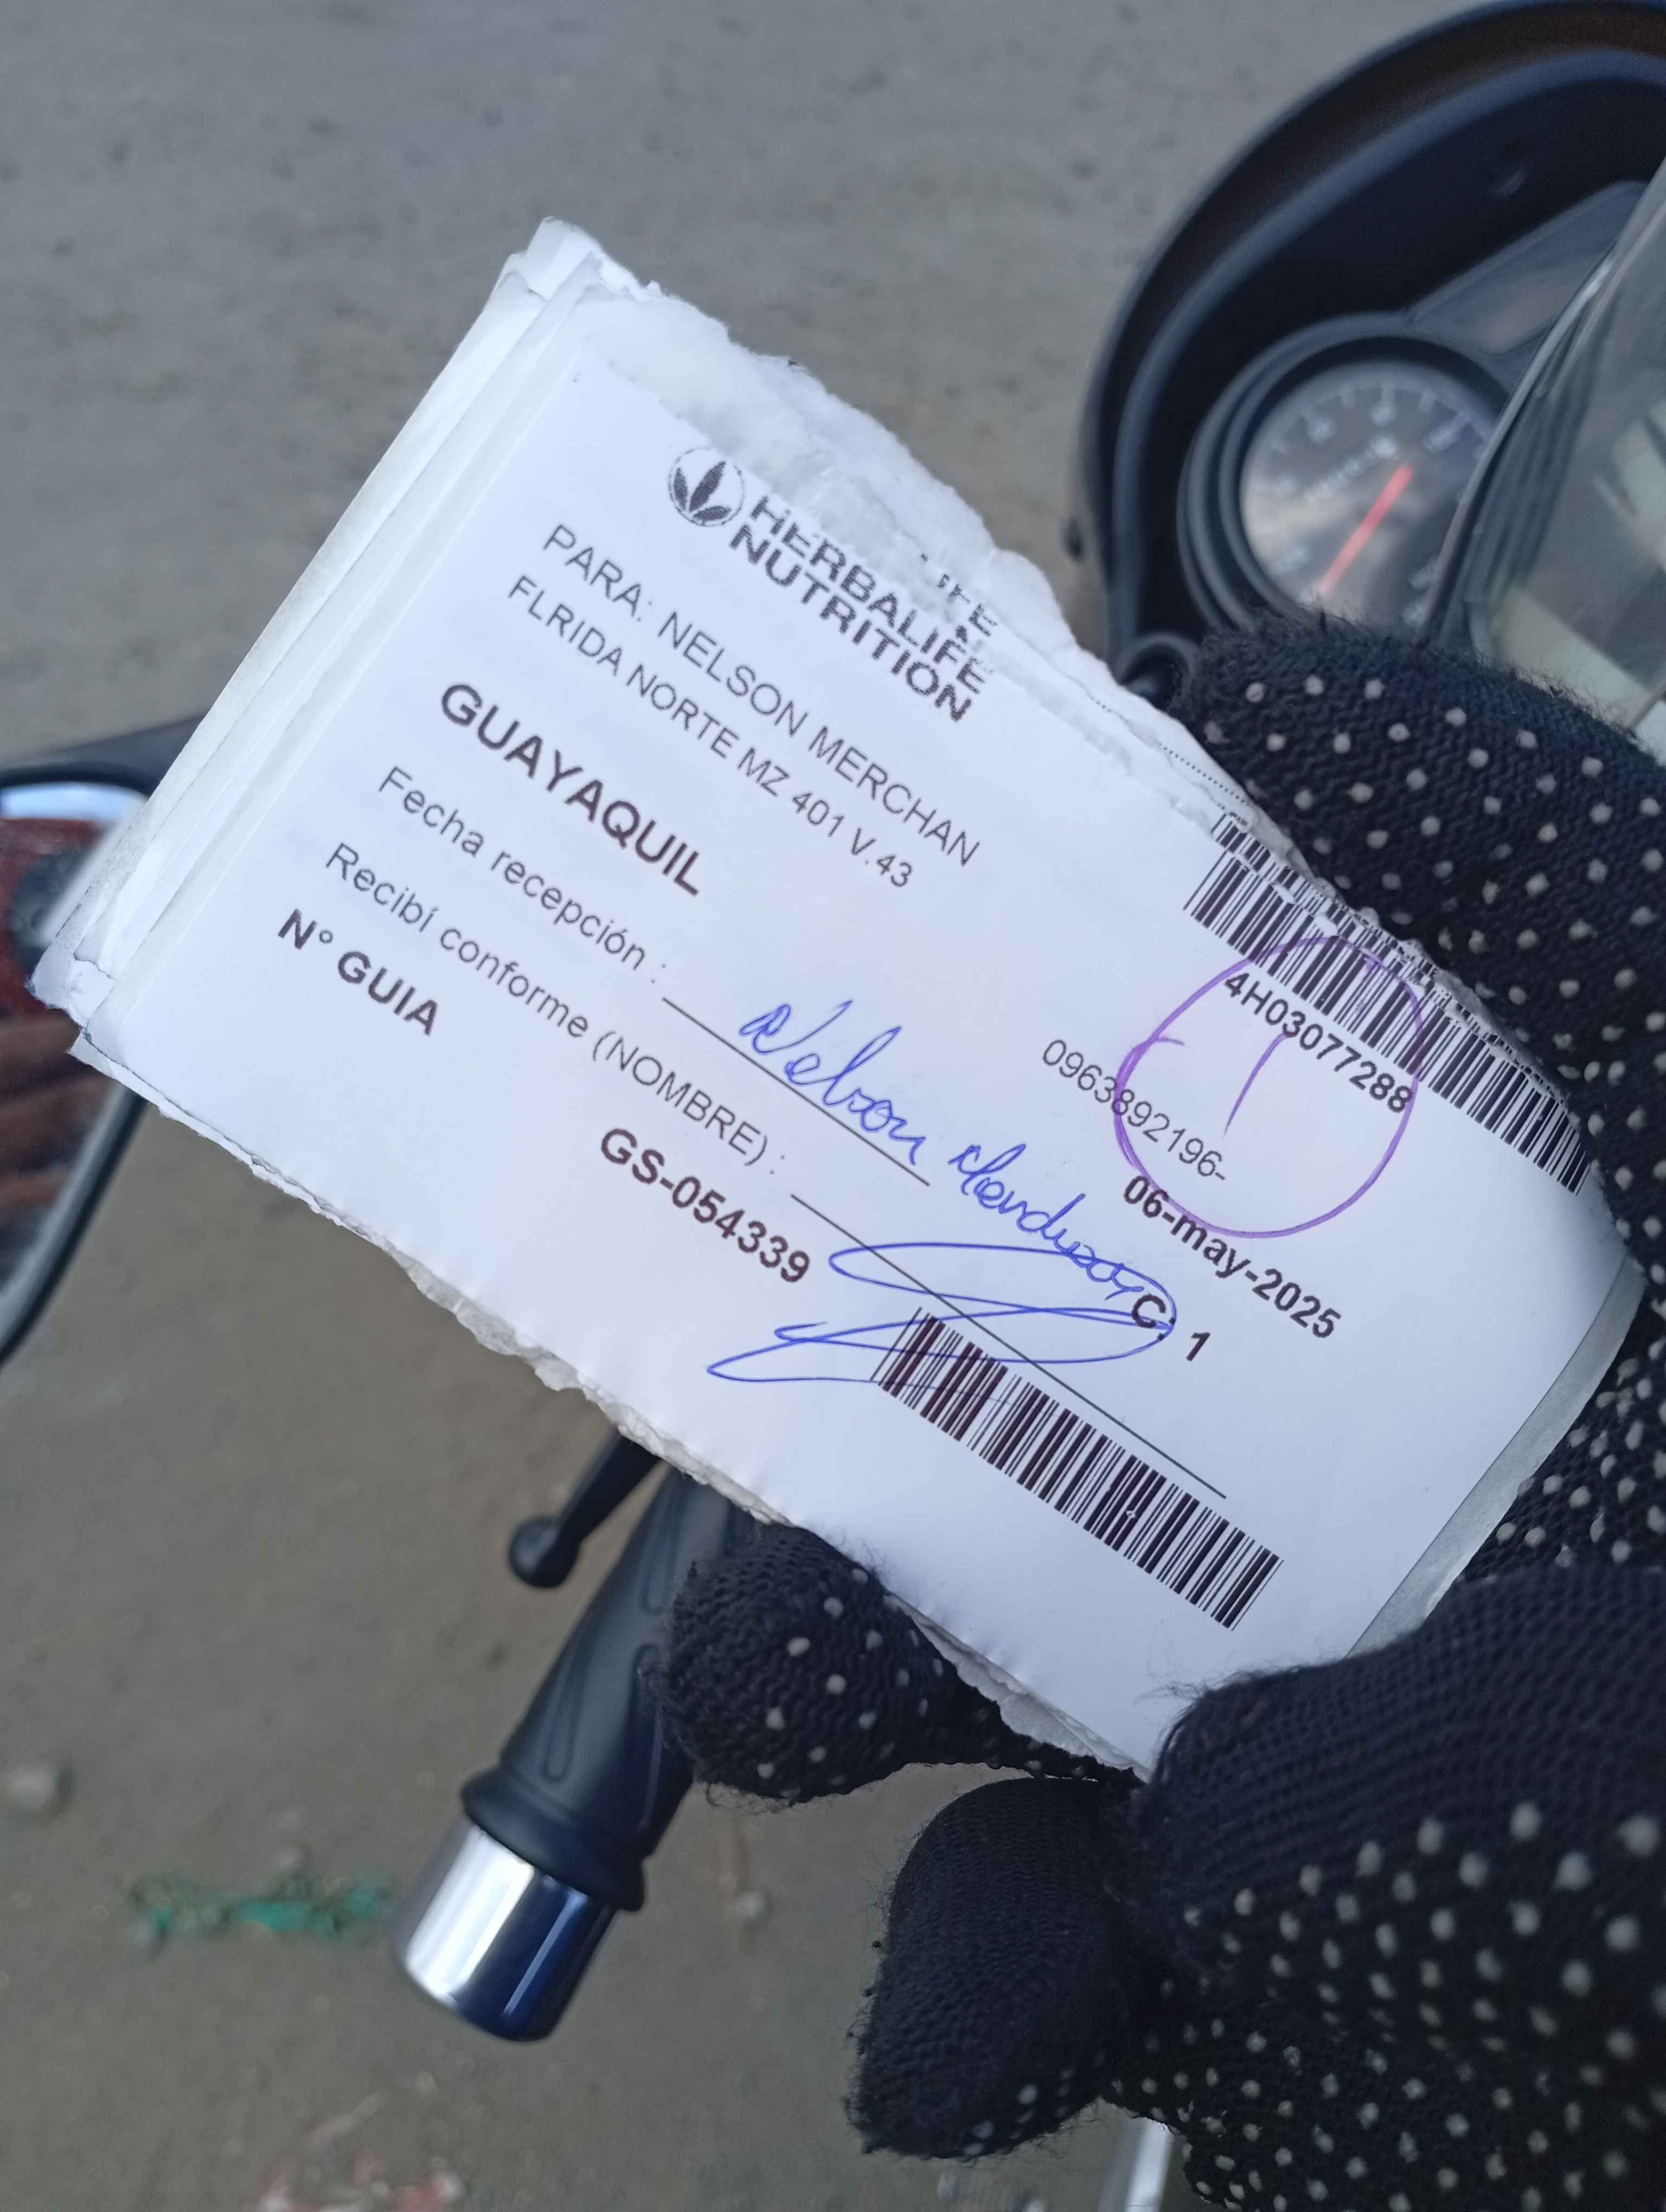 HERBALIFE
NUTRITION
4H03077288
PARA: NELSON MERCHAN
0963892196-
FLRIDA NORTE MZ 401 V.43
06-may-2025
GUAYAQUIL
C: 1
Fecha recepción :
Nelson
Recibí conforme (NOMBRE) :
N° GUIA
GS-054339